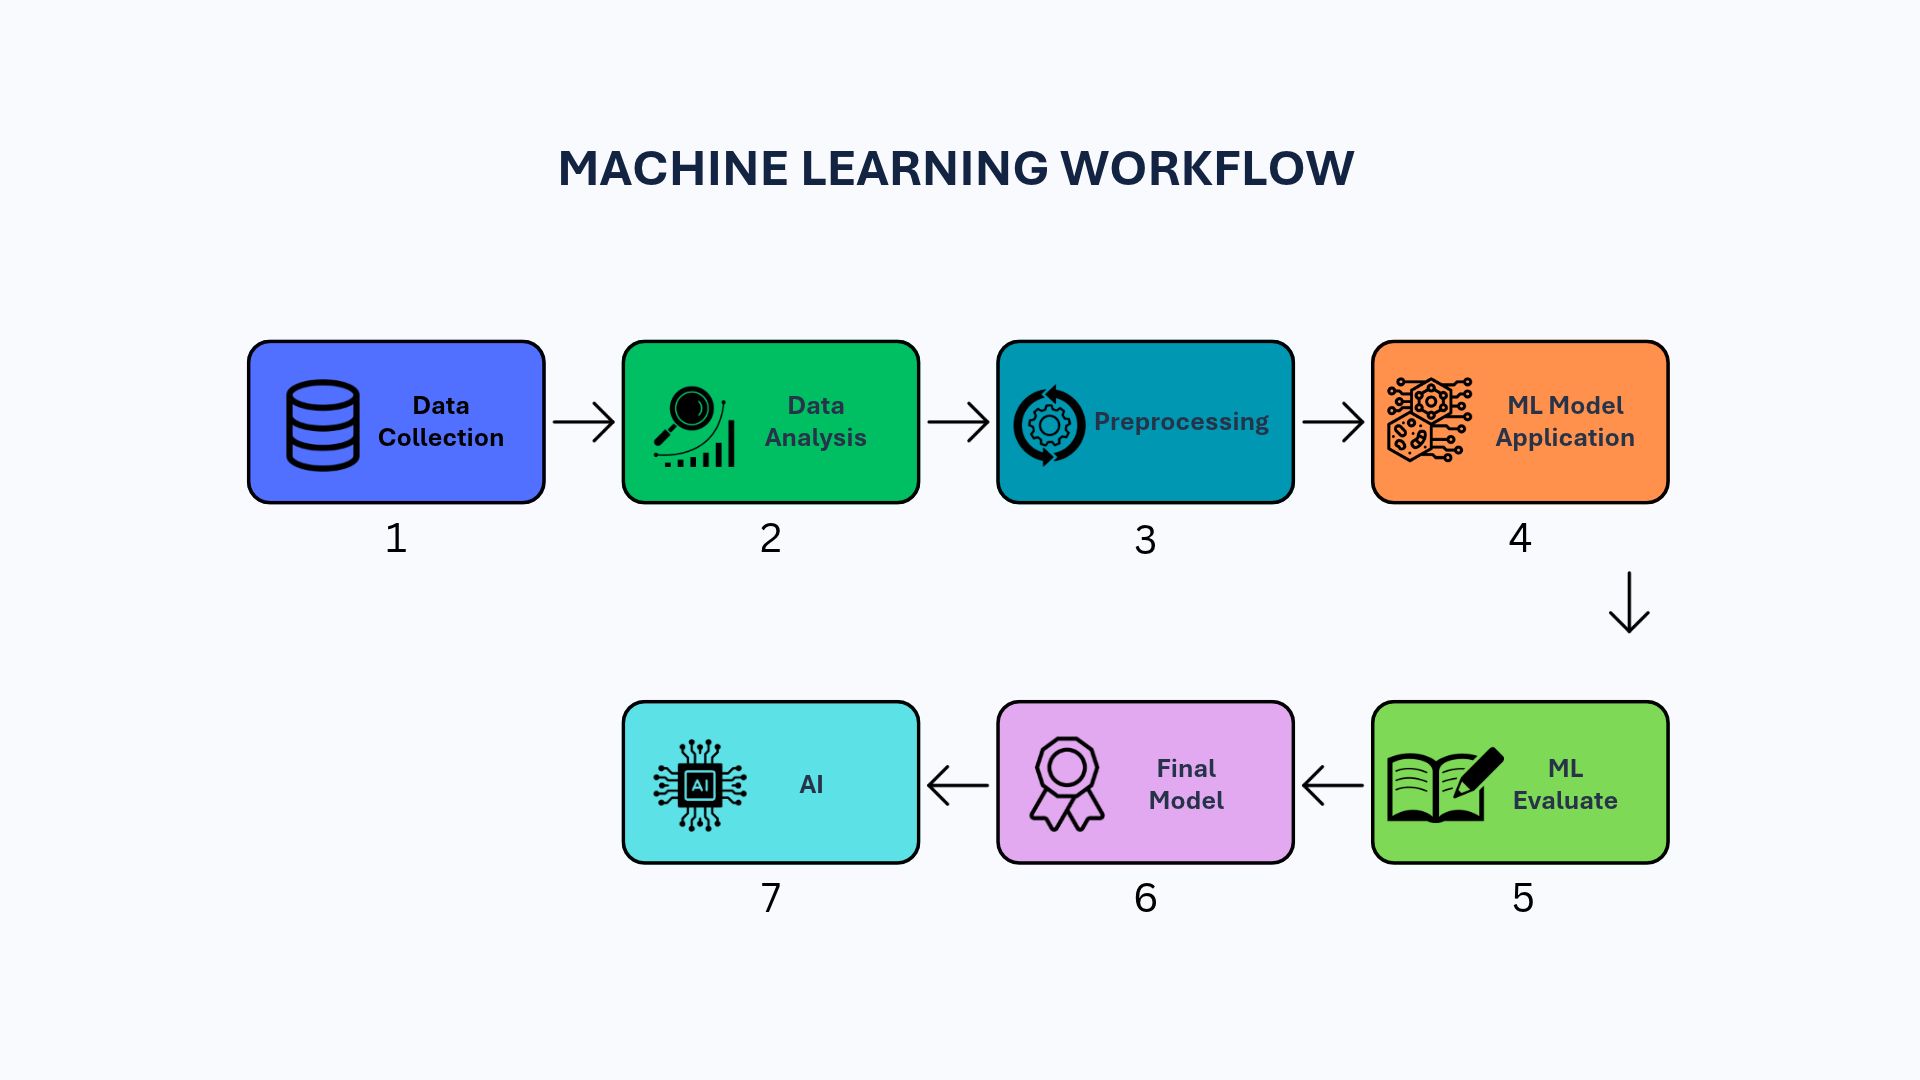 MACHINE LEARNING WORKFLOW
Data
Collection
1
Data
Analysis
2
Preprocessing
3
ML Model
Application
4
ML
Evaluate
5
Final
Model
6
AI
AI
7